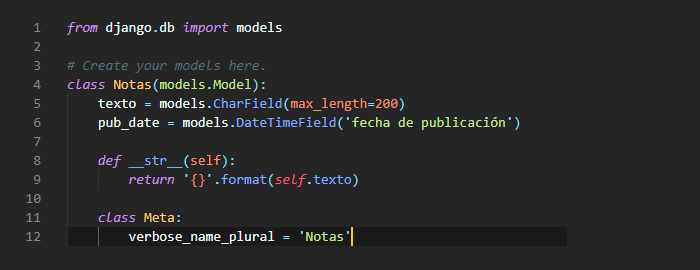 1 from django.db import models
2
3 # Create your models here.
4 class Notas(models.Model):
5     texto = models.CharField(max_length=200)
6     pub_date = models.DateTimeField('fecha de publicación')
7
8     def __str__(self):
9         return '{}'.format(self.texto)
10
11     class Meta:
12         verbose_name_plural = 'Notas'